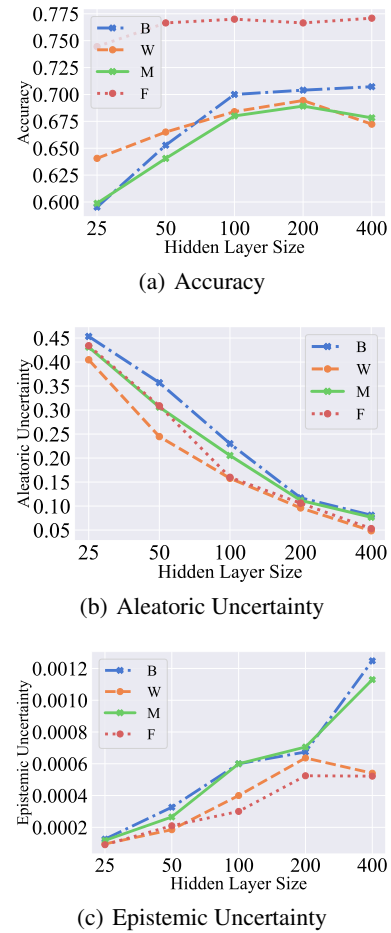 0.775
0.750
0.725
0.700
0.675
0.650
0.625
0.600
Accuracy
B
W
M
F
25 50 100 200 400
Hidden Layer Size
(a) Accuracy
0.45
0.40
0.35
0.30
0.25
0.20
0.15
0.10
0.05
Aleatoric Uncertainty
B
W
M
F
25 50 100 200 400
Hidden Layer Size
(b) Aleatoric Uncertainty
0.0012
0.0010
0.0008
0.0006
0.0004
0.0002
Epistemic Uncertainty
B
W
M
F
25 50 100 200 400
Hidden Layer Size
(c) Epistemic Uncertainty